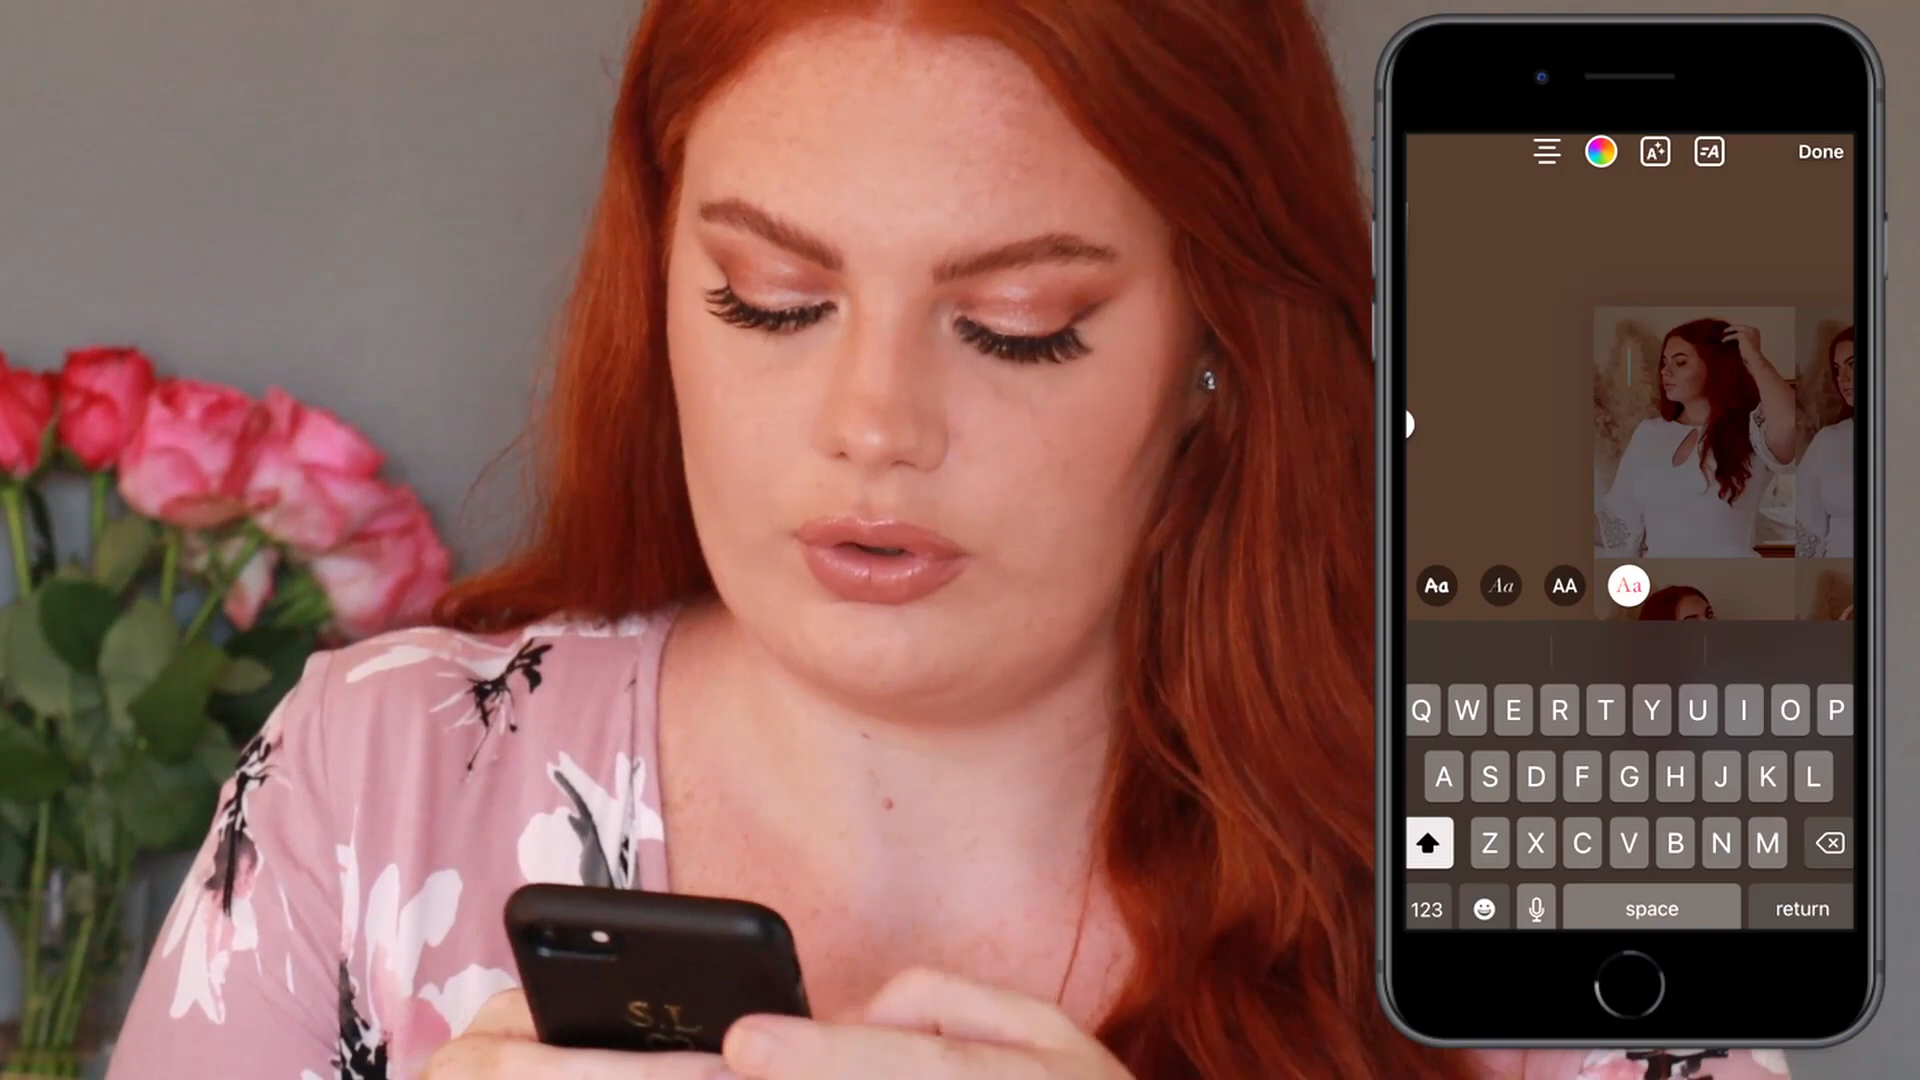 Done
Aa Aa AA Aa
Q W E R T Y U I O P
A S D F G H J K L
Z X C V B N M
123 space return
S.L